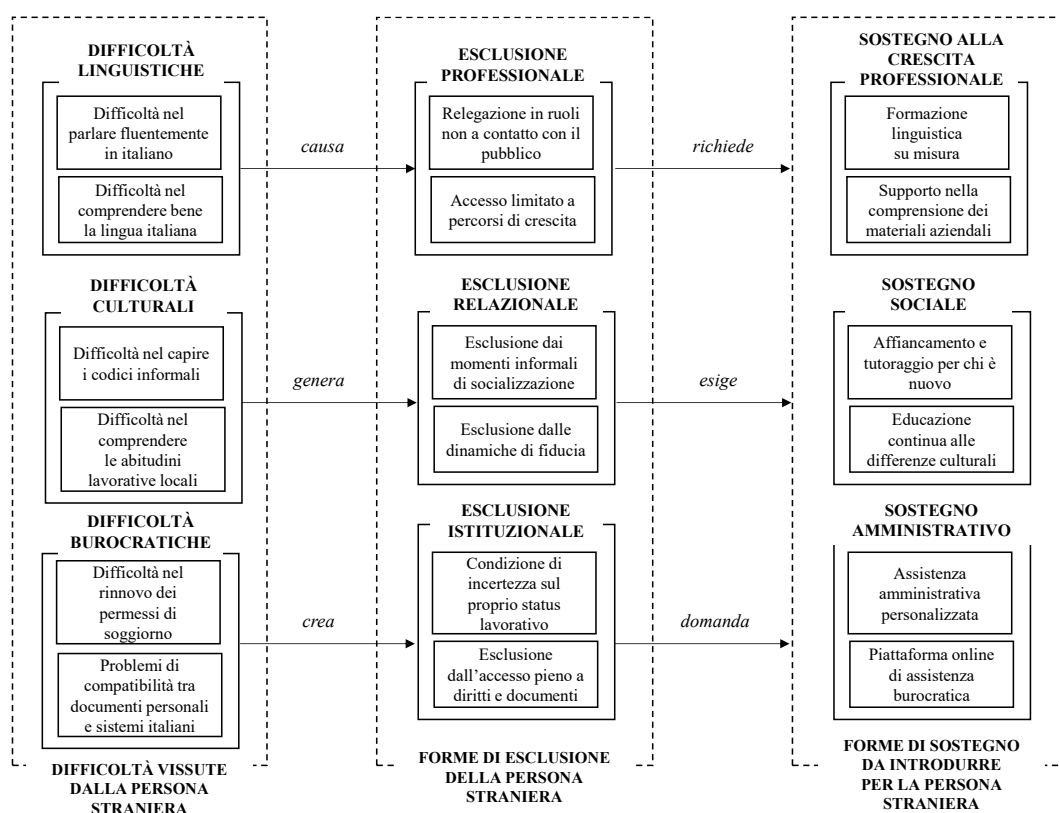 DIFFICOLTÀ
LINGUISTICHE
Difficoltà nel
parlare fluentemente
in italiano
Difficoltà nel
comprendere bene
la lingua italiana
causa
ESCLUSIONE
PROFESSIONALE
Relegazione in ruoli
non a contatto con il
pubblico
Accesso limitato a
percorsi di crescita
richiede
SOSTEGNO ALLA
CRESCITA
PROFESSIONALE
Formazione
linguistica
su misura
Supporto nella
comprensione dei
materiali aziendali
DIFFICOLTÀ
CULTURALI
Difficoltà nel capire
i codici informali
Difficoltà nel
comprendere
le abitudini
lavorative locali
genera
ESCLUSIONE
RELAZIONALE
Esclusione dai
momenti informali
di socializzazione
Esclusione dalle
dinamiche di fiducia
esige
SOSTEGNO
SOCIALE
Affiancamento e
tutoraggio per chi è
nuovo
Educazione
continua alle
differenze culturali
DIFFICOLTÀ
BUROCRATICHE
Difficoltà nel
rinnovo dei
permessi di
soggiorno
Problemi di
compatibilità tra
documenti personali
e sistemi italiani
crea
ESCLUSIONE
ISTITUZIONALE
Condizione di
incertezza sul
proprio status
lavorativo
Esclusione
dall’accesso pieno a
diritti e documenti
domanda
SOSTEGNO
AMMINISTRATIVO
Assistenza
amministrativa
personalizzata
Piattaforma online
di assistenza
burocratica
DIFFICOLTÀ VISSUTE
DALLA PERSONA
STRANIERA
FORME DI ESCLUSIONE
DELLA PERSONA
STRANIERA
FORME DI SOSTEGNO
DA INTRODURRE
PER LA PERSONA
STRANIERA